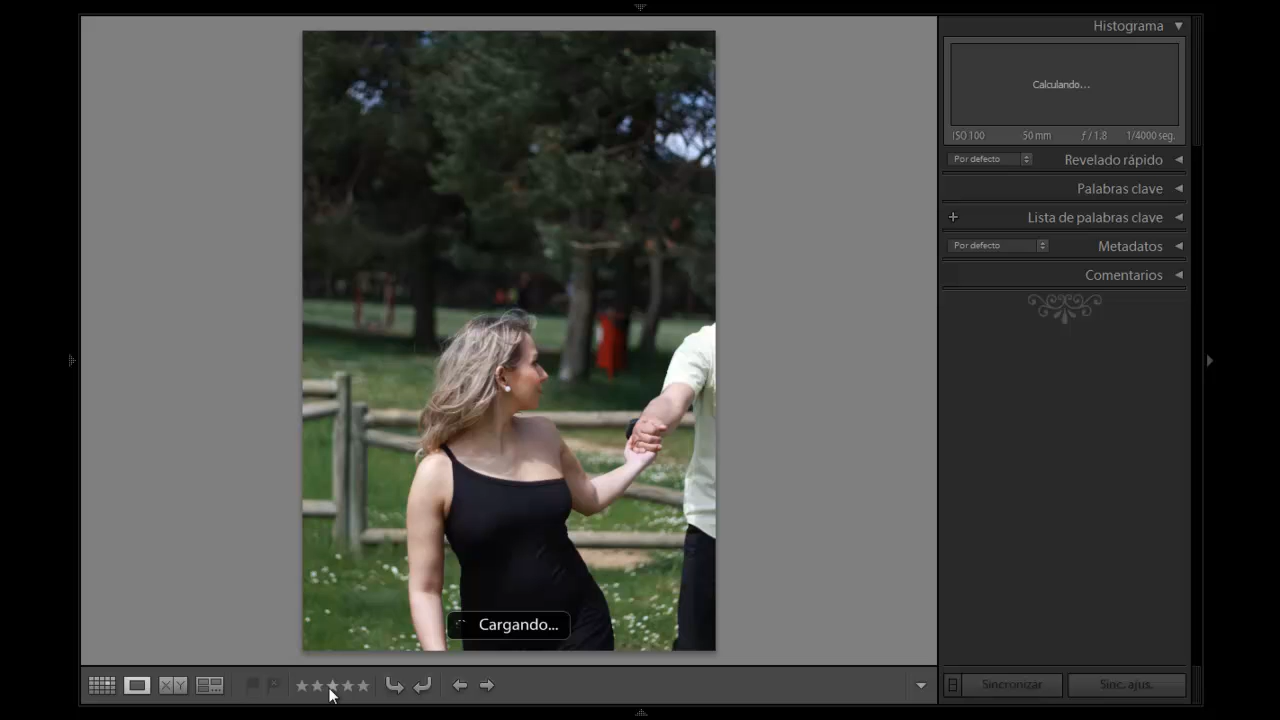 Histograma
Calculando...
ISO 100 50 mm ƒ / 1.8 1/4000 seg.
Por defecto Revelado rápido
Palabras clave
+ Lista de palabras clave
Por defecto Metadatos
Comentarios
Cargando...
X Y
Sincronizar Sinc. ajus.